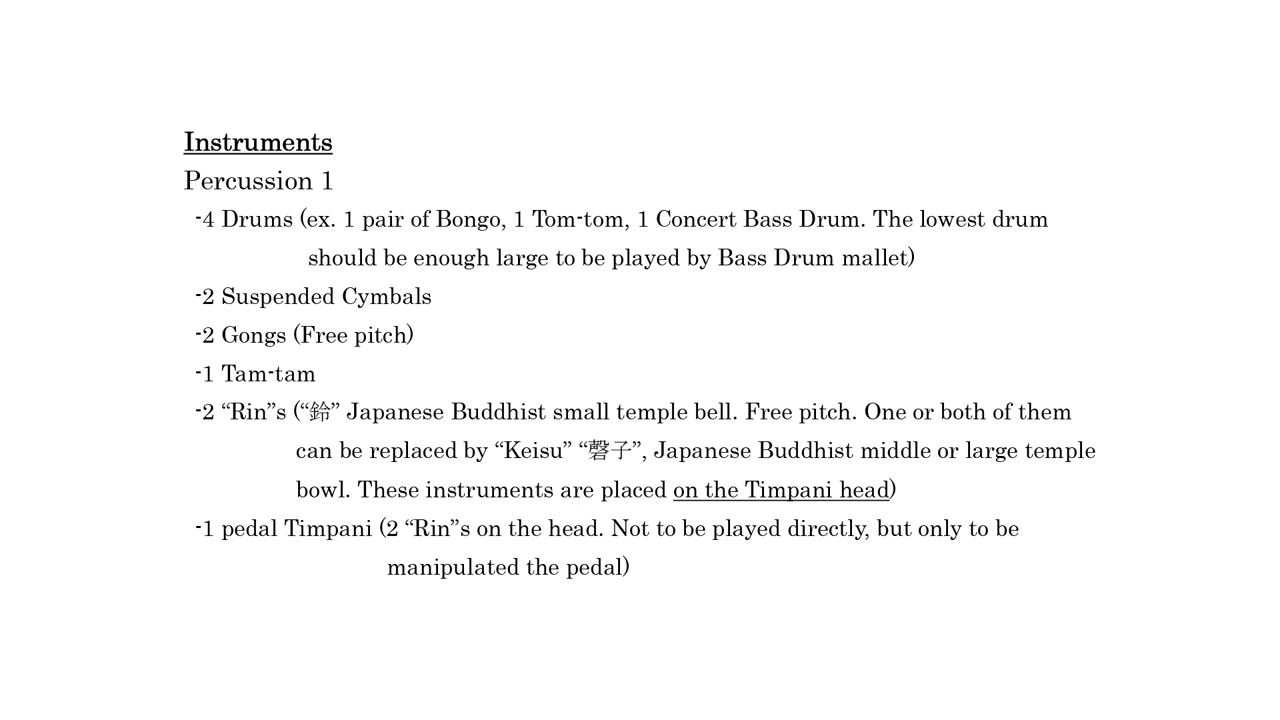 Instruments
Percussion 1
-4 Drums (ex. 1 pair of Bongo, 1 Tom-tom, 1 Concert Bass Drum. The lowest drum
should be enough large to be played by Bass Drum mallet)
-2 Suspended Cymbals
-2 Gongs (Free pitch)
-1 Tam-tam
-2 “Rin”s (“鈴” Japanese Buddhist small temple bell. Free pitch. One or both of them
can be replaced by “Keisu” “磬子”, Japanese Buddhist middle or large temple
bowl. These instruments are placed on the Timpani head)
-1 pedal Timpani (2 “Rin”s on the head. Not to be played directly, but only to be
manipulated the pedal)